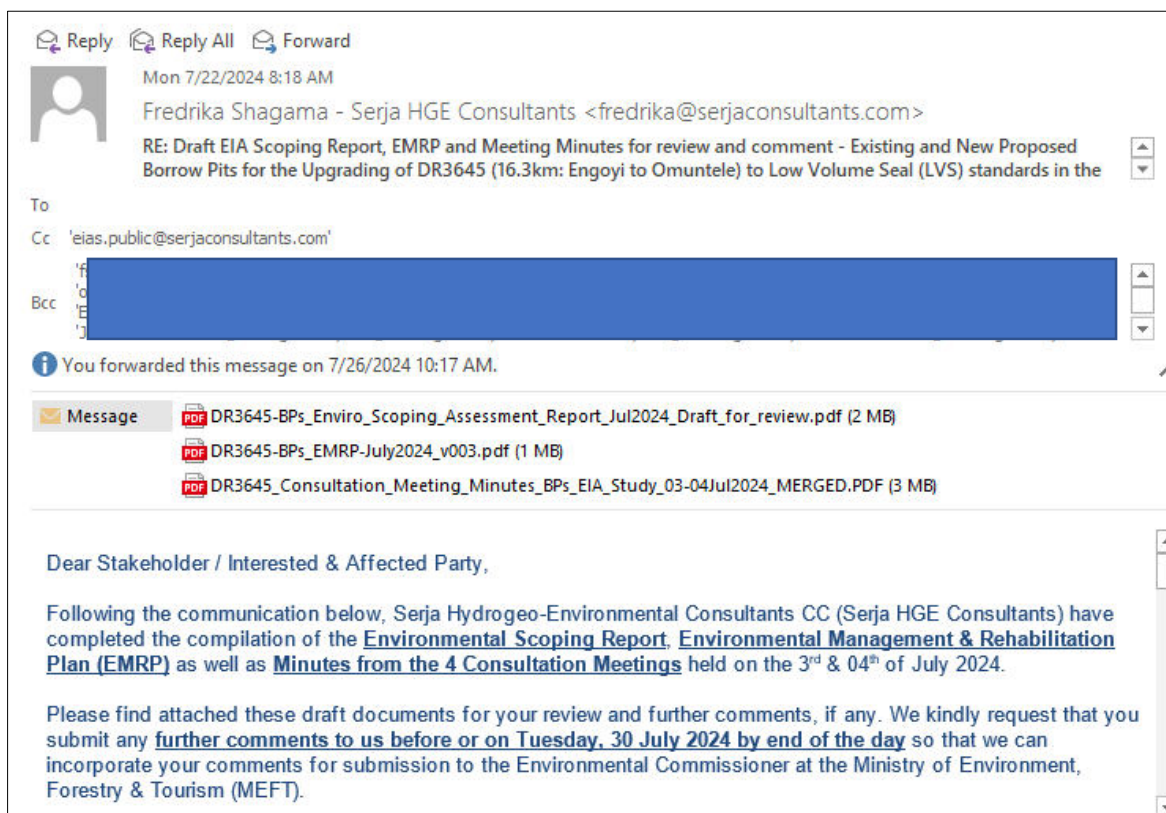 Reply Reply All Forward
Mon 7/22/2024 8:18 AM
Fredrika Shagama - Serja HGE Consultants <fredrika@serjaconsultants.com>
RE: Draft EIA Scoping Report, EMRP and Meeting Minutes for review and comment - Existing and New Proposed
Borrow Pits for the Upgrading of DR3645 (16.3km: Engoyi to Omuntele) to Low Volume Seal (LVS) standards in the
To
Cc 'eias.public@serjaconsultants.com'
Bcc
You forwarded this message on 7/26/2024 10:17 AM.
Message
PDF DR3645-BPs_Enviro_Scoping_Assessment_Report_Jul2024_Draft_for_review.pdf (2 MB)
PDF DR3645-BPs_EMRP-July2024_v003.pdf (1 MB)
PDF DR3645_Consultation_Meeting_Minutes_BPs_EIA_Study_03-04Jul2024_MERGED.PDF (3 MB)
Dear Stakeholder / Interested & Affected Party,
Following the communication below, Serja Hydrogeo-Environmental Consultants CC (Serja HGE Consultants) have
completed the compilation of the Environmental Scoping Report, Environmental Management & Rehabilitation
Plan (EMRP) as well as Minutes from the 4 Consultation Meetings held on the 3rd & 04th of July 2024.
Please find attached these draft documents for your review and further comments, if any. We kindly request that you
submit any further comments to us before or on Tuesday, 30 July 2024 by end of the day so that we can
incorporate your comments for submission to the Environmental Commissioner at the Ministry of Environment,
Forestry & Tourism (MEFT).